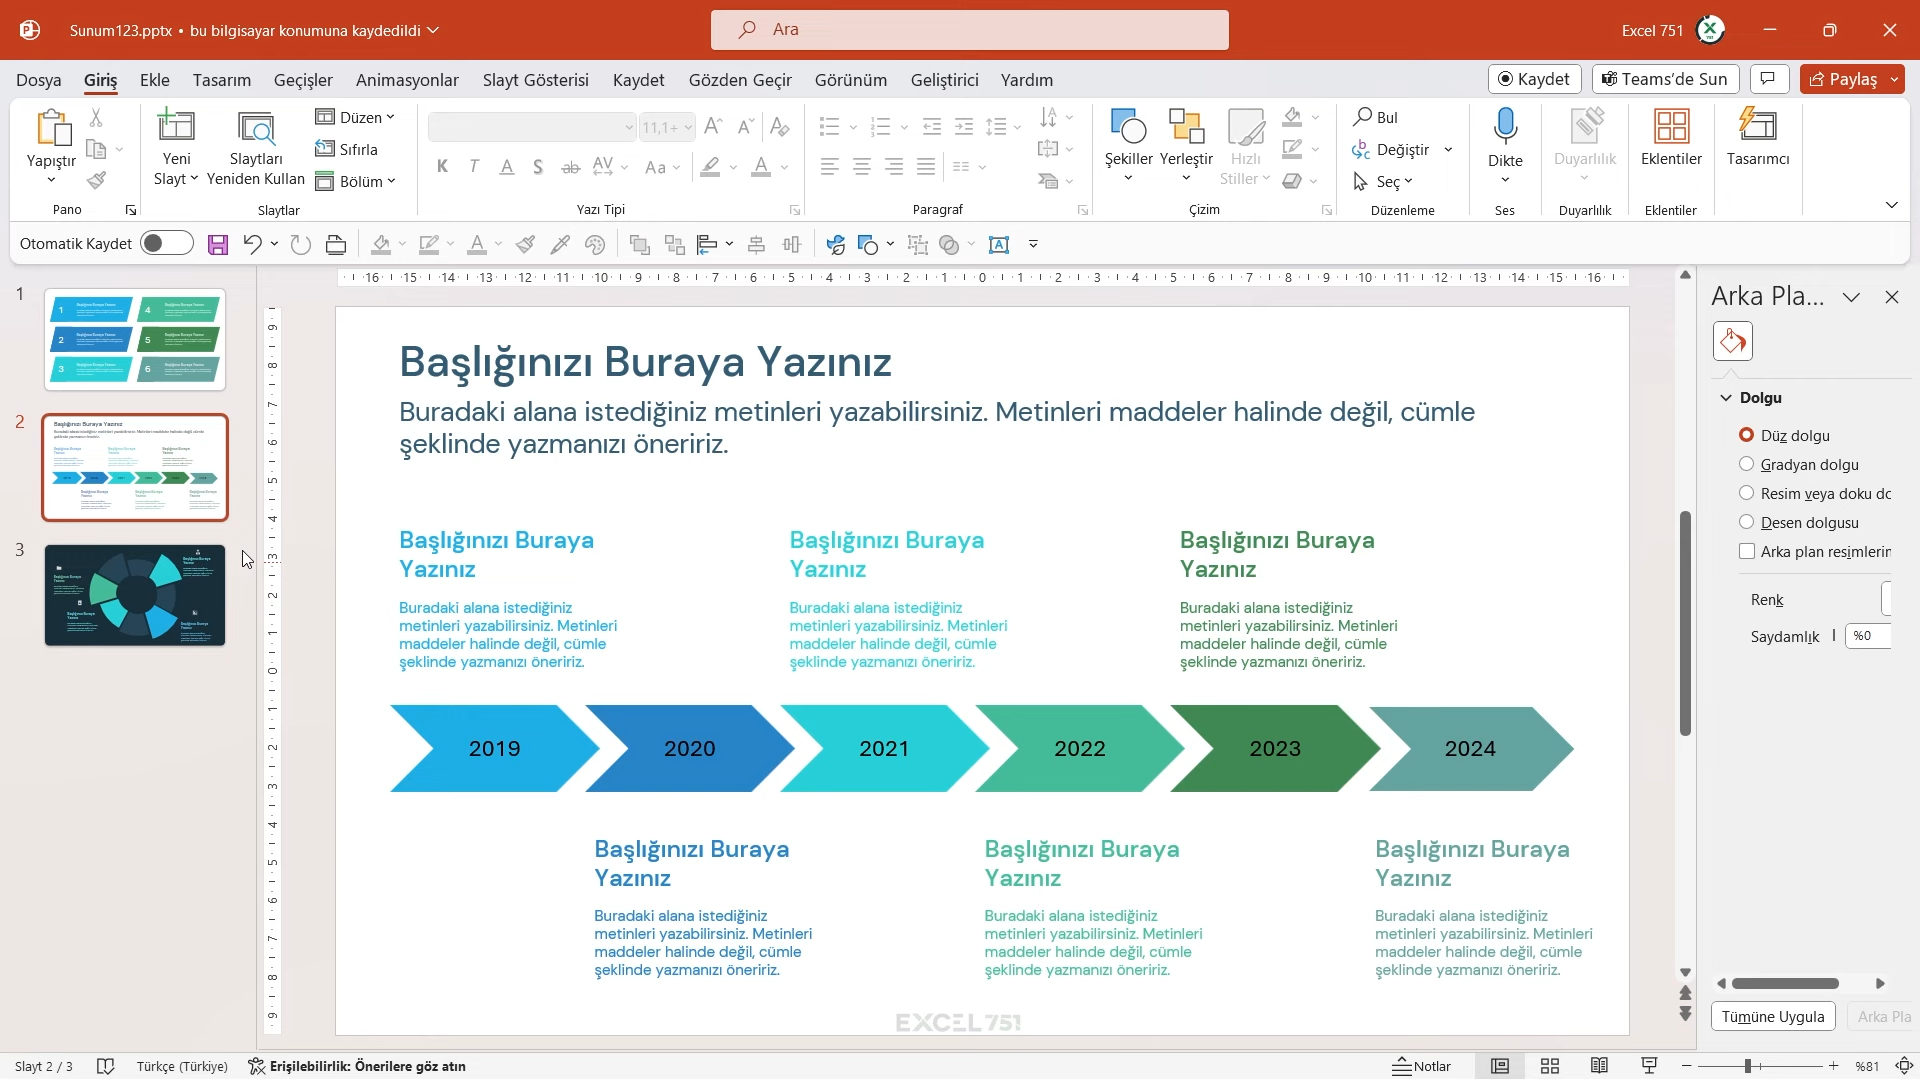 Sunum123.pptx • bu bilgisayar konumuna kaydedildi
Ara
Excel 751
Dosya Giriş Ekle Tasarım Geçişler Animasyonlar Slayt Gösterisi Kaydet Gözden Geçir Görünüm Geliştirici Yardım
Kaydet Teams'de Sun Paylaş
Yapıştır
Yeni Slayt
Slaytları Yeniden Kullan
Düzen
Sıfırla
Bölüm
11,1+
K T A S ab AV Aa A
Şekiller Yerleştir Hızlı Stiller
Bul
Değiştir
Seç
Dikte
Duyarlılık
Eklentiler
Tasarımcı
Pano Slaytlar Yazı Tipi Paragraf Çizim Düzenleme Ses Duyarlılık Eklentiler
Otomatik Kaydet
1
2
3
Başlığınızı Buraya Yazınız
Buradaki alana istediğiniz metinleri yazabilirsiniz. Metinleri maddeler halinde değil, cümle
şeklinde yazmanızı öneririz.
Başlığınızı Buraya
Yazınız
Buradaki alana istediğiniz
metinleri yazabilirsiniz. Metinleri
maddeler halinde değil, cümle
şeklinde yazmanızı öneririz.
Başlığınızı Buraya
Yazınız
Buradaki alana istediğiniz
metinleri yazabilirsiniz. Metinleri
maddeler halinde değil, cümle
şeklinde yazmanızı öneririz.
Başlığınızı Buraya
Yazınız
Buradaki alana istediğiniz
metinleri yazabilirsiniz. Metinleri
maddeler halinde değil, cümle
şeklinde yazmanızı öneririz.
2019 2020 2021 2022 2023 2024
Başlığınızı Buraya
Yazınız
Buradaki alana istediğiniz
metinleri yazabilirsiniz. Metinleri
maddeler halinde değil, cümle
şeklinde yazmanızı öneririz.
Başlığınızı Buraya
Yazınız
Buradaki alana istediğiniz
metinleri yazabilirsiniz. Metinleri
maddeler halinde değil, cümle
şeklinde yazmanızı öneririz.
Başlığınızı Buraya
Yazınız
Buradaki alana istediğiniz
metinleri yazabilirsiniz. Metinleri
maddeler halinde değil, cümle
şeklinde yazmanızı öneririz.
EXCEL 751
Arka Pla...
Dolgu
Düz dolgu
Gradyan dolgu
Resim veya doku do
Desen dolgusu
Arka plan resimlerin
Renk
Saydamlık %0
Tümüne Uygula Arka Pla
Slayt 2 / 3 Türkçe (Türkiye) Erişilebilirlik: Önerilere göz atın Notlar %81